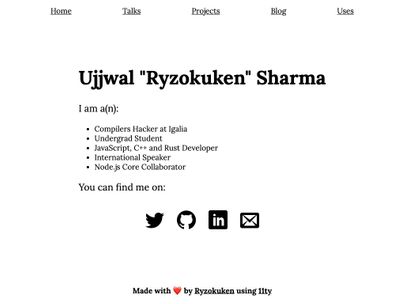 Home Talks Projects Blog Uses
Ujjwal "Ryzokuken" Sharma
I am a(n):
• Compilers Hacker at Igalia
• Undergrad Student
• JavaScript, C++ and Rust Developer
• International Speaker
• Node.js Core Collaborator
You can find me on:
in
Made with ❤️ by Ryzokuken using 11ty